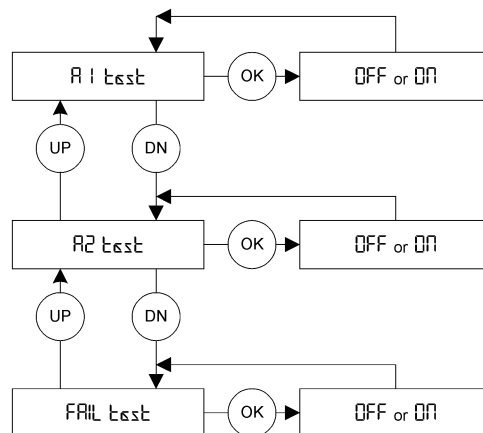 A1 test
OK
OFF or ON
UP
DN
A2 test
OK
OFF or ON
UP
DN
FAIL test
OK
OFF or ON